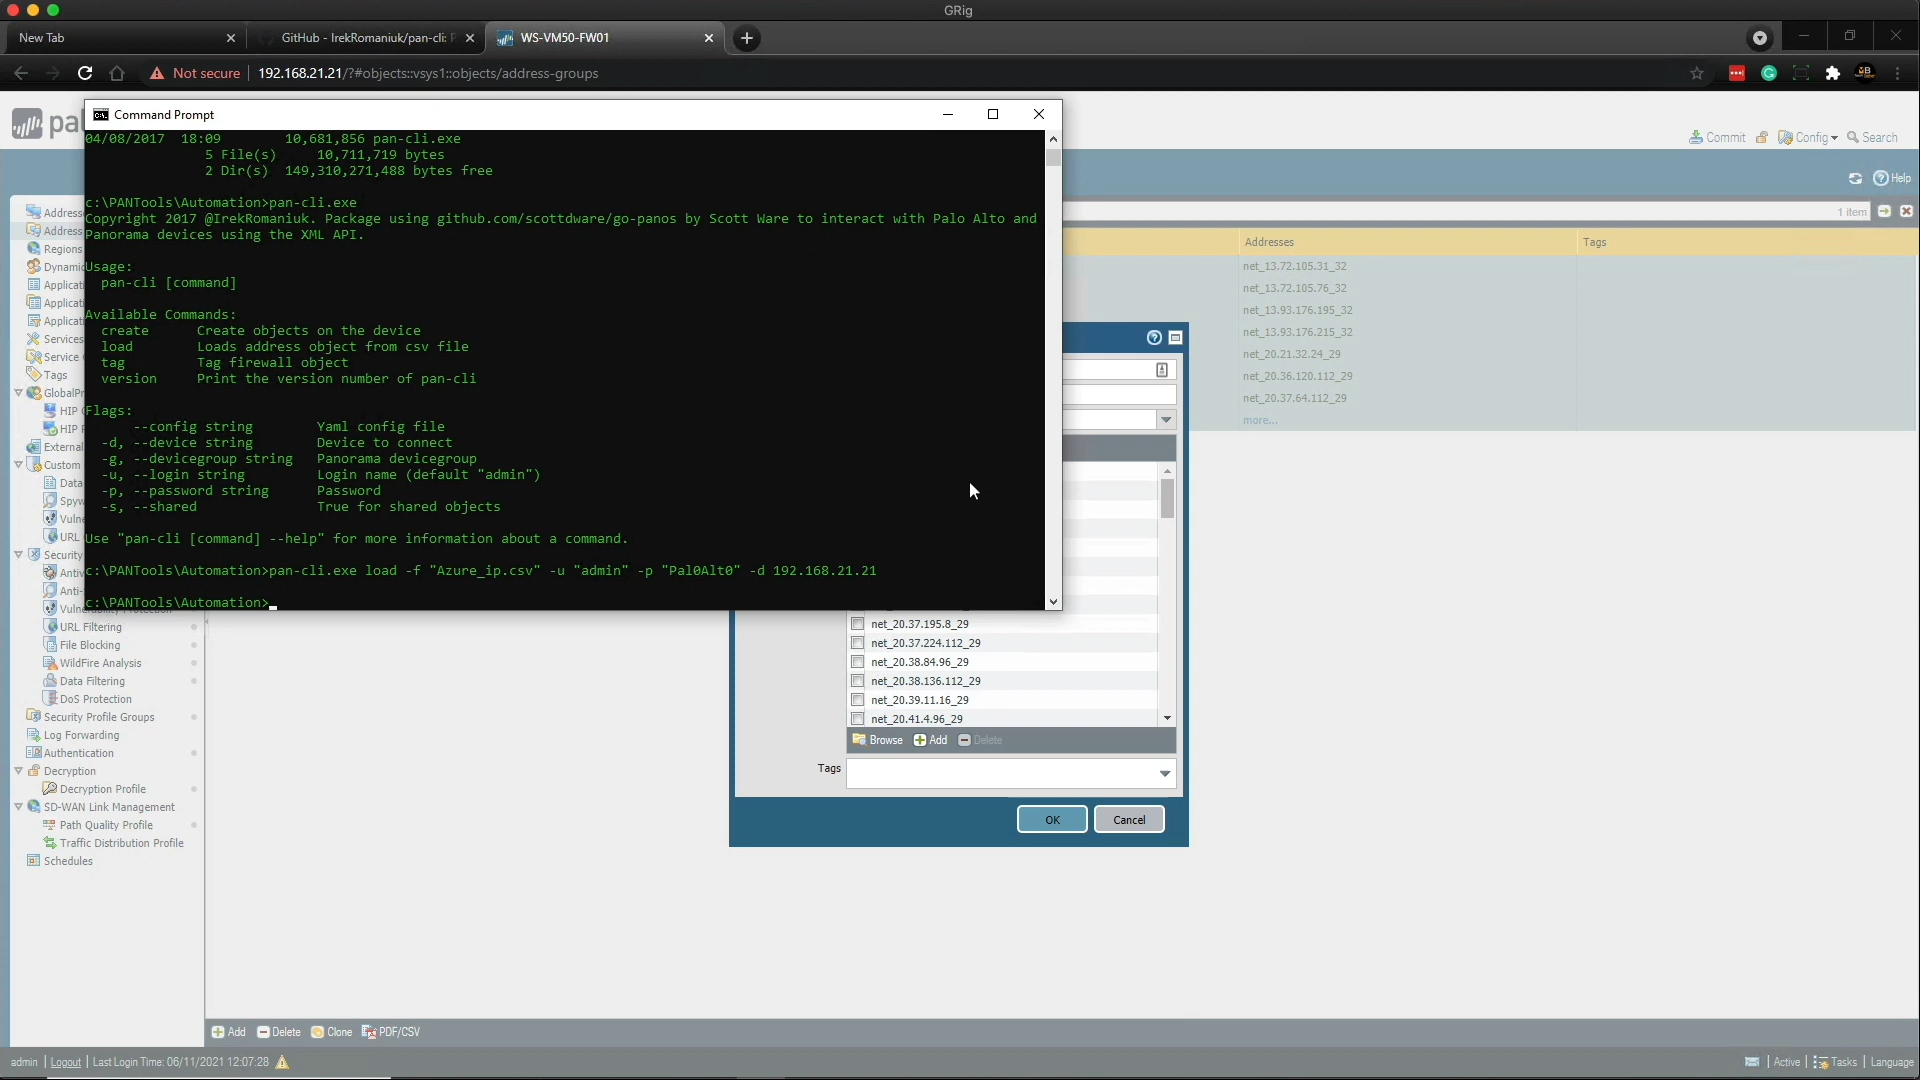 GRig
New Tab
GitHub - IrekRomaniuk/pan-cli:
WS-VM50-FW01
Not secure
192.168.21.21/?#objects::vsys1::objects/address-groups
Command Prompt
Commit
Config
Search
Help
04/08/2017  18:09        10,681,856 pan-cli.exe
5 File(s)     10,711,719 bytes
2 Dir(s)  149,310,271,488 bytes free
c:\PANTools\Automation>pan-cli.exe
Copyright 2017 @IrekRomaniuk. Package using github.com/scottdware/go-panos by Scott Ware to interact with Palo Alto and
Panorama devices using the XML API.
Usage:
pan-cli [command]
Available Commands:
create      Create objects on the device
load        Loads address object from csv file
tag         Tag firewall object
version     Print the version number of pan-cli
Flags:
--config string        Yaml config file
-d, --device string        Device to connect
-g, --devicegroup string   Panorama devicegroup
-u, --login string         Login name (default "admin")
-p, --password string      Password
-s, --shared               True for shared objects
Use "pan-cli [command] --help" for more information about a command.
c:\PANTools\Automation>pan-cli.exe load -f "Azure_ip.csv" -u "admin" -p "Pal0Alt0" -d 192.168.21.21
c:\PANTools\Automation>
1 item
Addresses
Tags
net_13.72.105.31_32
net_13.72.105.76_32
net_13.93.176.195_32
net_13.93.176.215_32
net_20.21.32.24_29
net_20.36.120.112_29
net_20.37.64.112_29
more...
Regions
Services
Service
Tags
HIP
HIP
External
Custom
Data
URL
Security
URL Filtering
File Blocking
WildFire Analysis
Data Filtering
DoS Protection
Security Profile Groups
Log Forwarding
Authentication
Decryption
Decryption Profile
SD-WAN Link Management
Path Quality Profile
Traffic Distribution Profile
Schedules
net_20.37.195.8_29
net_20.37.224.112_29
net_20.38.84.96_29
net_20.38.136.112_29
net_20.39.11.16_29
net_20.41.4.96_29
Browse
Add
Delete
Tags
OK
Cancel
Add
Delete
Clone
PDF/CSV
admin | Logout | Last Login Time: 06/11/2021 12:07:28
Active
Tasks
Language